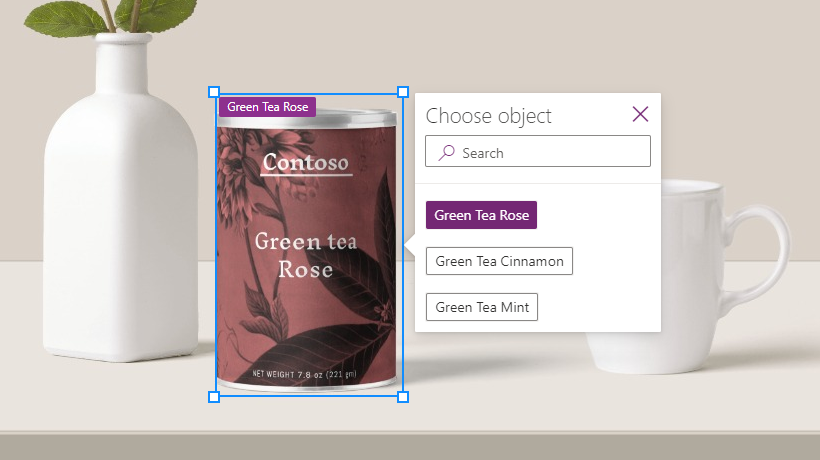 Green Tea Rose
Contoso
Green tea
Rose
NET WEIGHT 7.8 oz (221 gm)
Choose object
Search
Green Tea Rose
Green Tea Cinnamon
Green Tea Mint